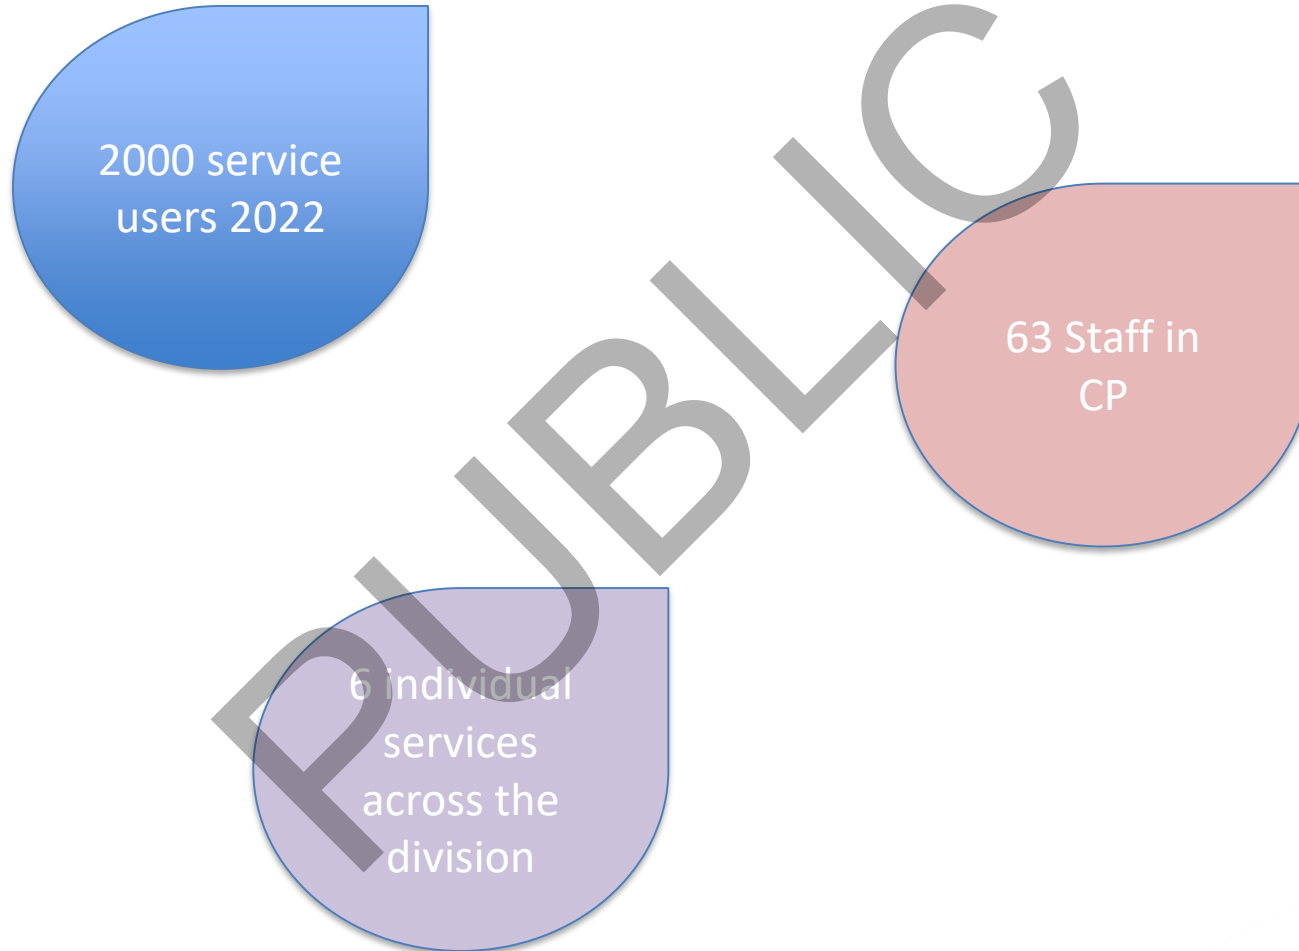 2000 service
users 2022
63 Staff in
CP
6 individual
services
across the
division
PUBLIC